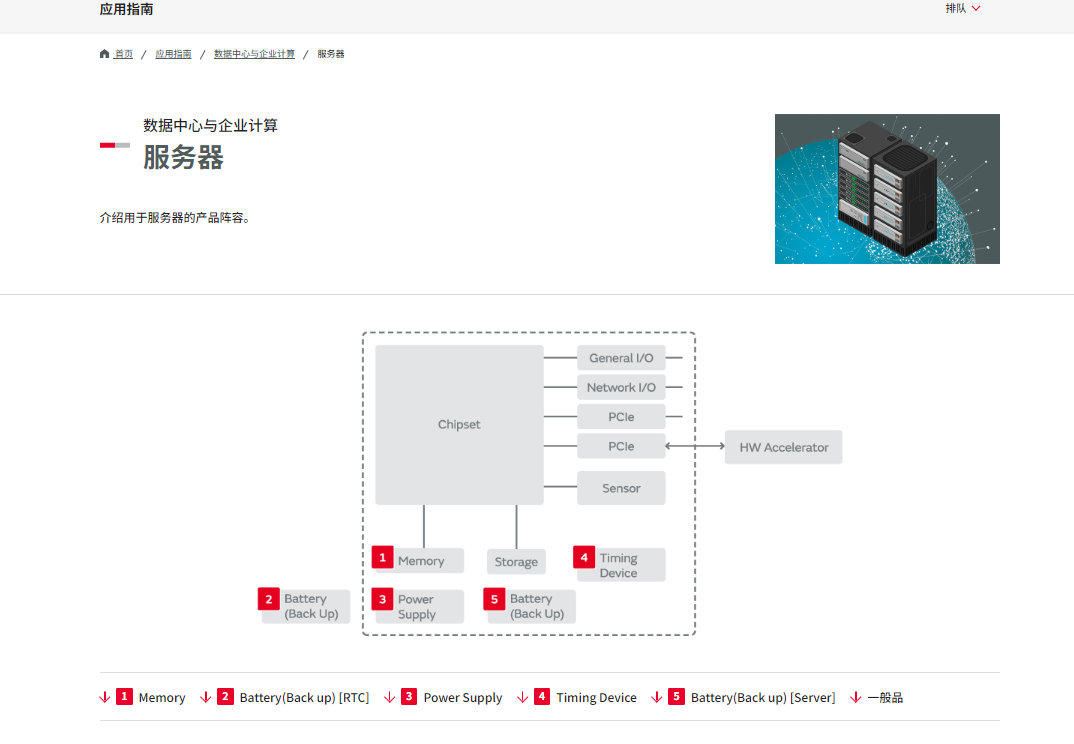 应用指南
排队
首页 / 应用指南 / 数据中心与企业计算 / 服务器
数据中心与企业计算
服务器
介绍用于服务器的产品阵容。
General I/O
Network I/O
Chipset
PCIe
PCIe
HW Accelerator
Sensor
1 Memory
Storage
4 Timing
Device
2 Battery
(Back Up)
3 Power
Supply
5 Battery
(Back Up)
1 Memory 2 Battery(Back up) [RTC] 3 Power Supply 4 Timing Device 5 Battery(Back up) [Server] 一般品